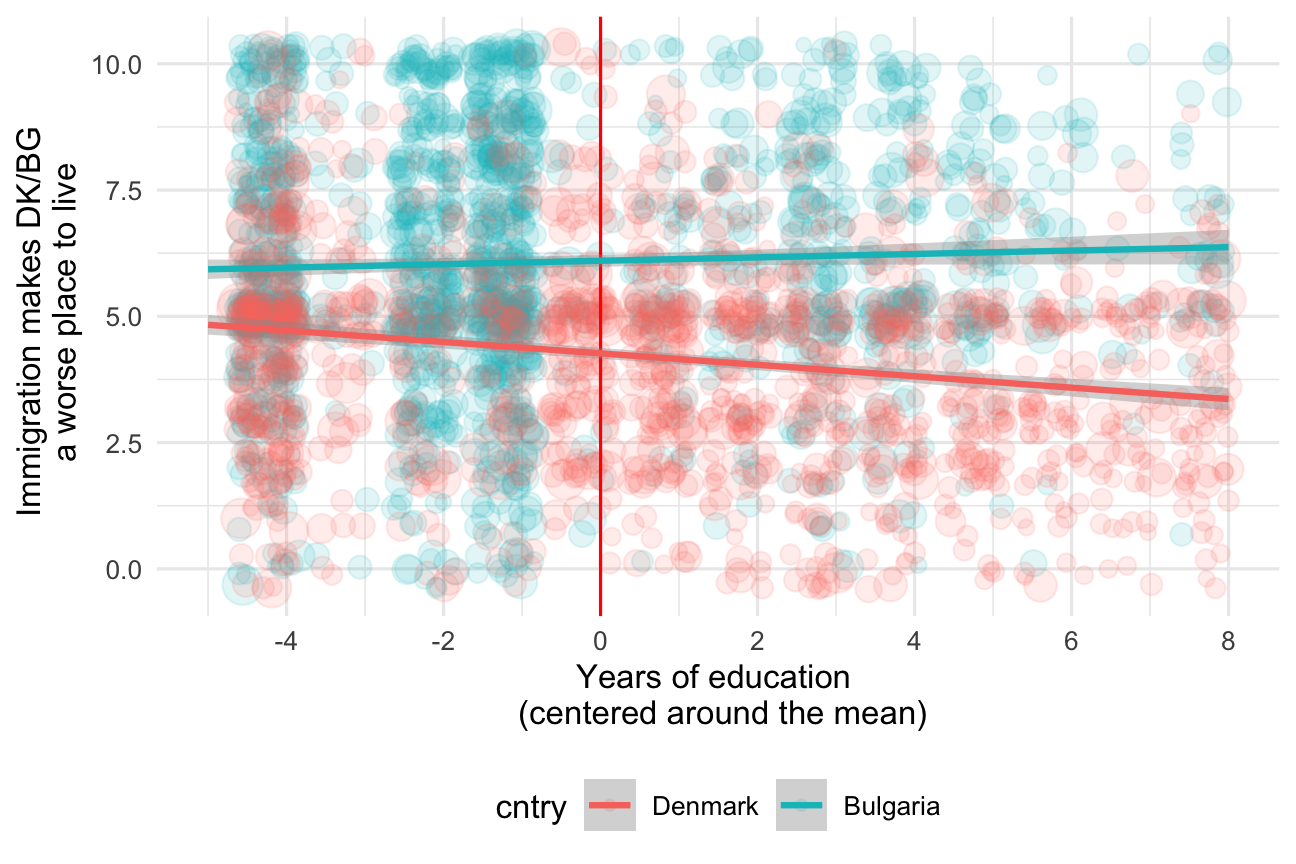 Immigration makes DK/BG
a worse place to live
10.0
7.5
5.0
2.5
0.0
-4 -2 0 2 4 6 8
Years of education
(centered around the mean)
cntry Denmark Bulgaria